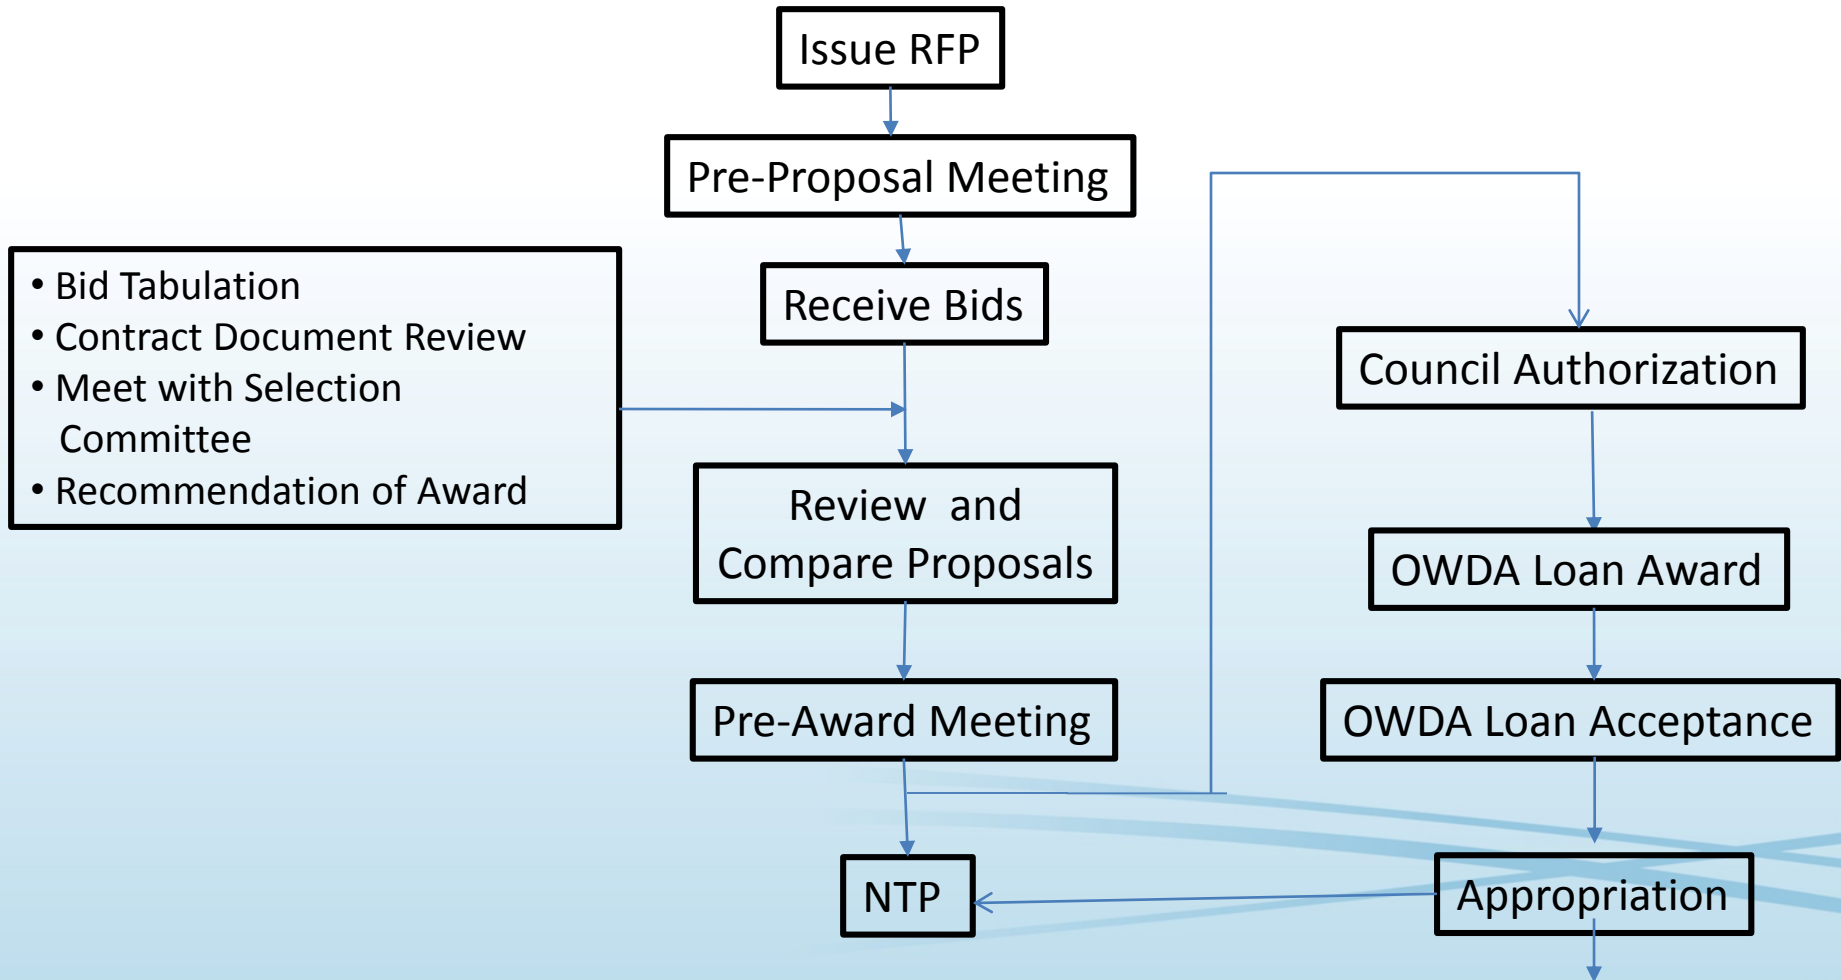 Issue RFP
Pre-Proposal Meeting
Receive Bids
• Bid Tabulation
• Contract Document Review
• Meet with Selection
Committee
• Recommendation of Award
Review and
Compare Proposals
Pre-Award Meeting
NTP
Council Authorization
OWDA Loan Award
OWDA Loan Acceptance
Appropriation